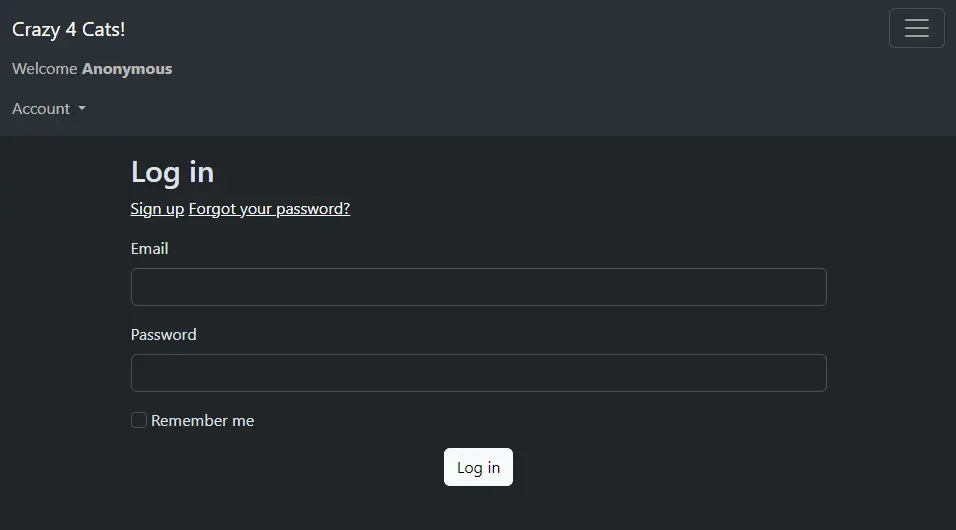 Crazy 4 Cats!
Welcome Anonymous
Account
Log in
Sign up Forgot your password?
Email
Password
Remember me
Log in